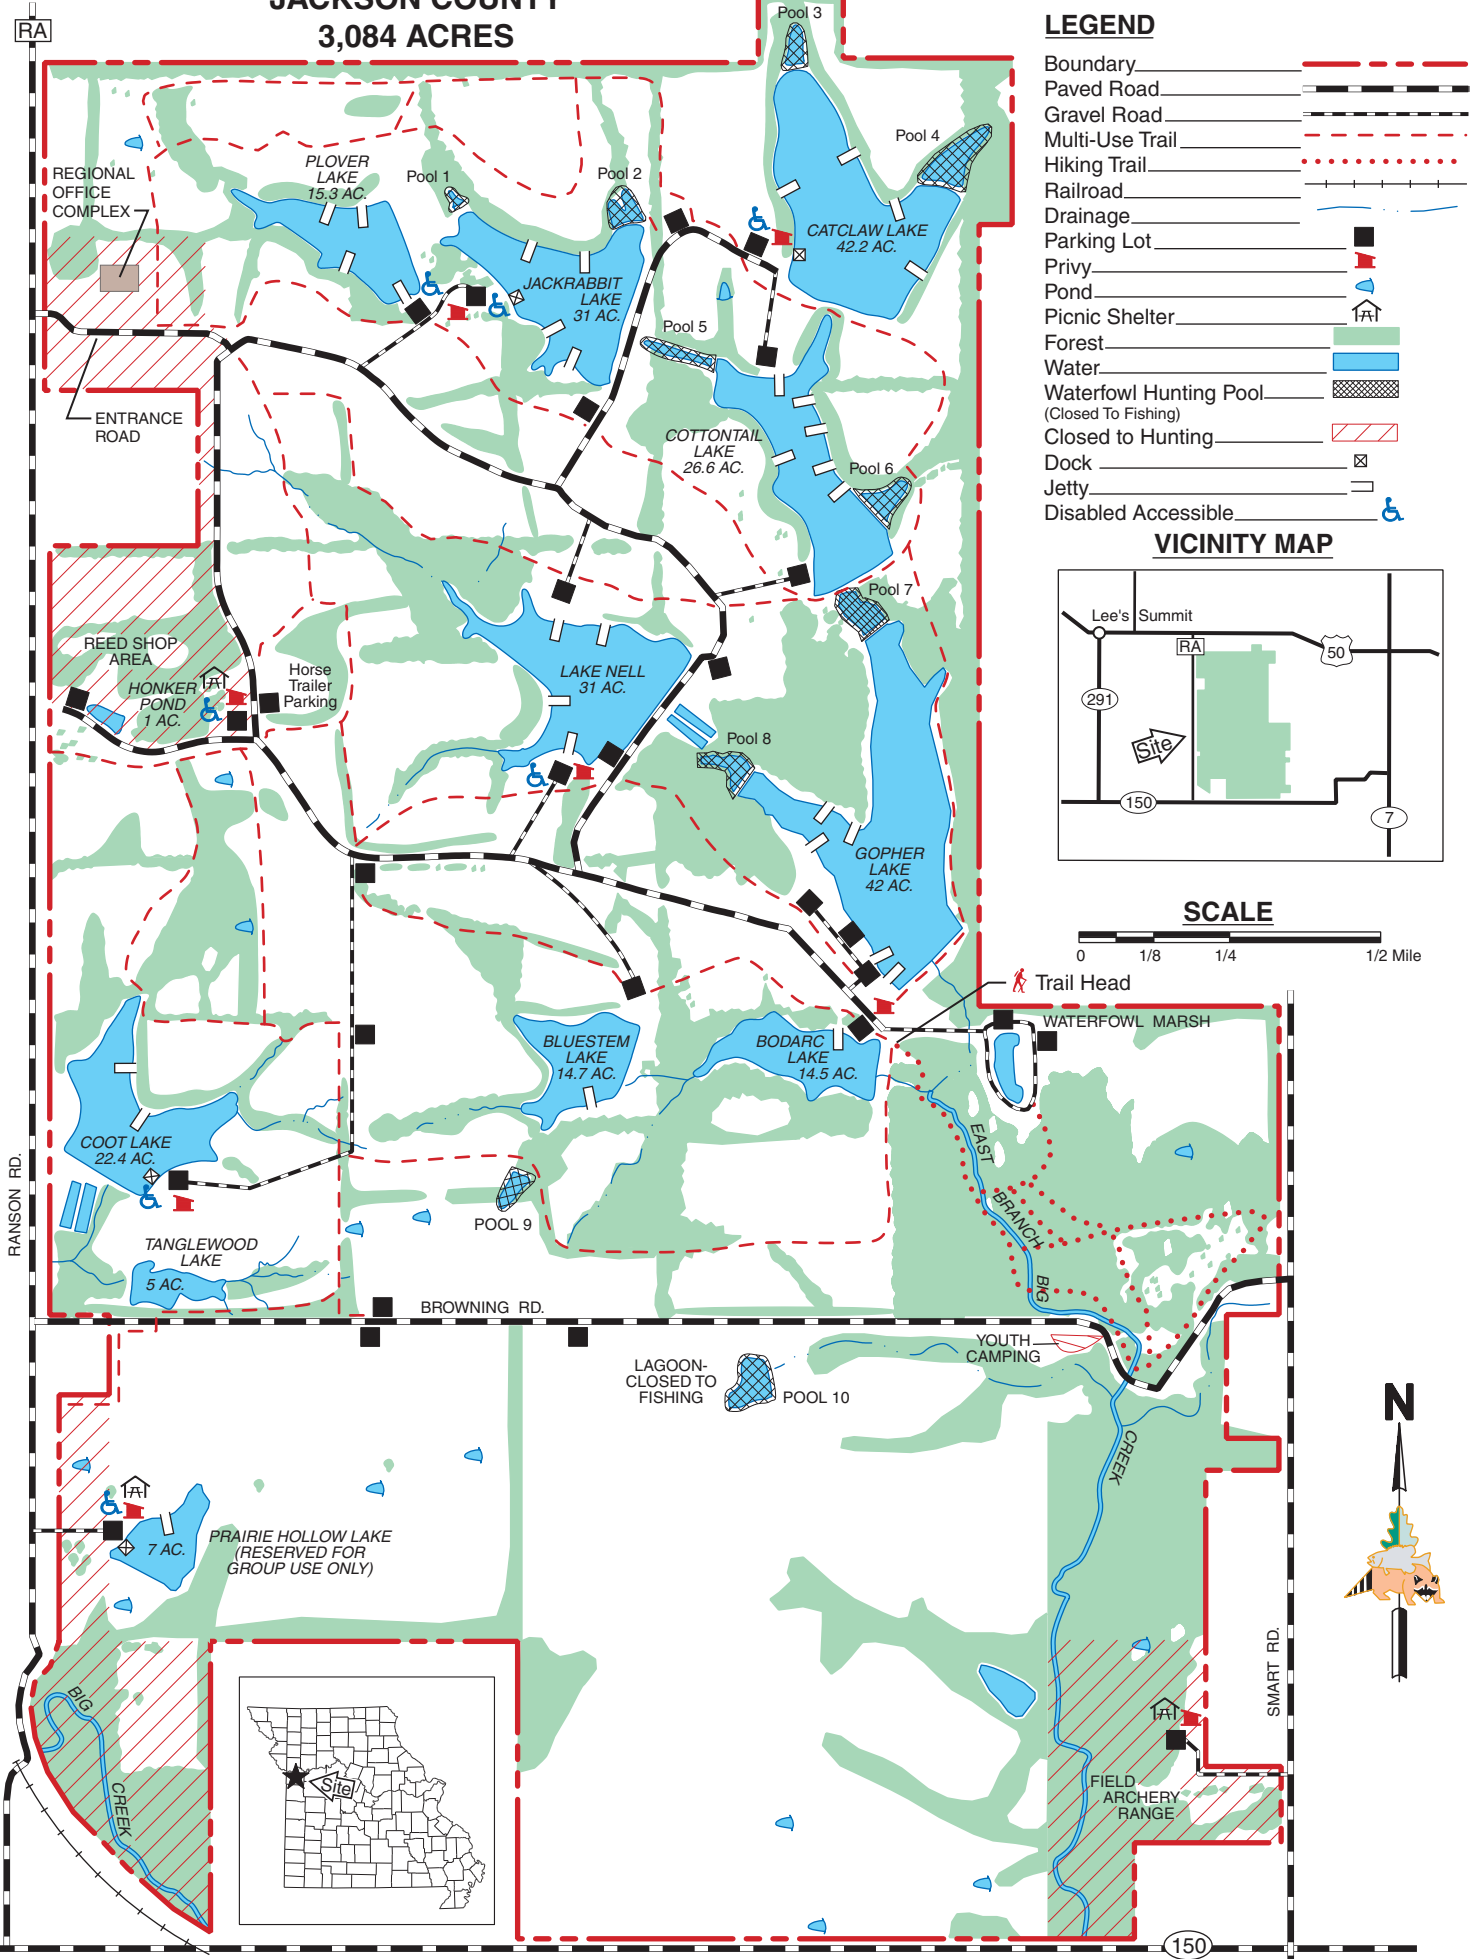 JACKSON COUNTY
3,084 ACRES
RA
Pool 3
Pool 4
REGIONAL
OFFICE
COMPLEX
PLOVER
LAKE
15.3 AC.
Pool 1
Pool 2
CATCLAW LAKE
42.2 AC.
JACKRABBIT
LAKE
31 AC.
Pool 5
ENTRANCE
ROAD
COTTONTAIL
LAKE
26.6 AC.
Pool 6
Pool 7
REED SHOP
AREA
HONKER
POND
1 AC.
Horse
Trailer
Parking
LAKE NELL
31 AC.
Pool 8
GOPHER
LAKE
42 AC.
Trail Head
WATERFOWL MARSH
BLUESTEM
LAKE
14.7 AC.
BODARC
LAKE
14.5 AC.
COOT LAKE
22.4 AC.
EAST
BRANCH
BIG
CREEK
RANSON RD.
POOL 9
TANGLEWOOD
LAKE
5 AC.
BROWNING RD.
YOUTH
CAMPING
LAGOON-
CLOSED TO
FISHING
POOL 10
PRAIRIE HOLLOW LAKE
(RESERVED FOR
GROUP USE ONLY)
7 AC.
BIG
CREEK
Site
SMART RD.
FIELD
ARCHERY
RANGE
150
N
LEGEND
Boundary
Paved Road
Gravel Road
Multi-Use Trail
Hiking Trail
Railroad
Drainage
Parking Lot
Privy
Pond
Picnic Shelter
Forest
Water
Waterfowl Hunting Pool
(Closed To Fishing)
Closed to Hunting
Dock
Jetty
Disabled Accessible
VICINITY MAP
Lee's Summit
RA
50
291
Site
150
7
SCALE
0 1/8 1/4 1/2 Mile